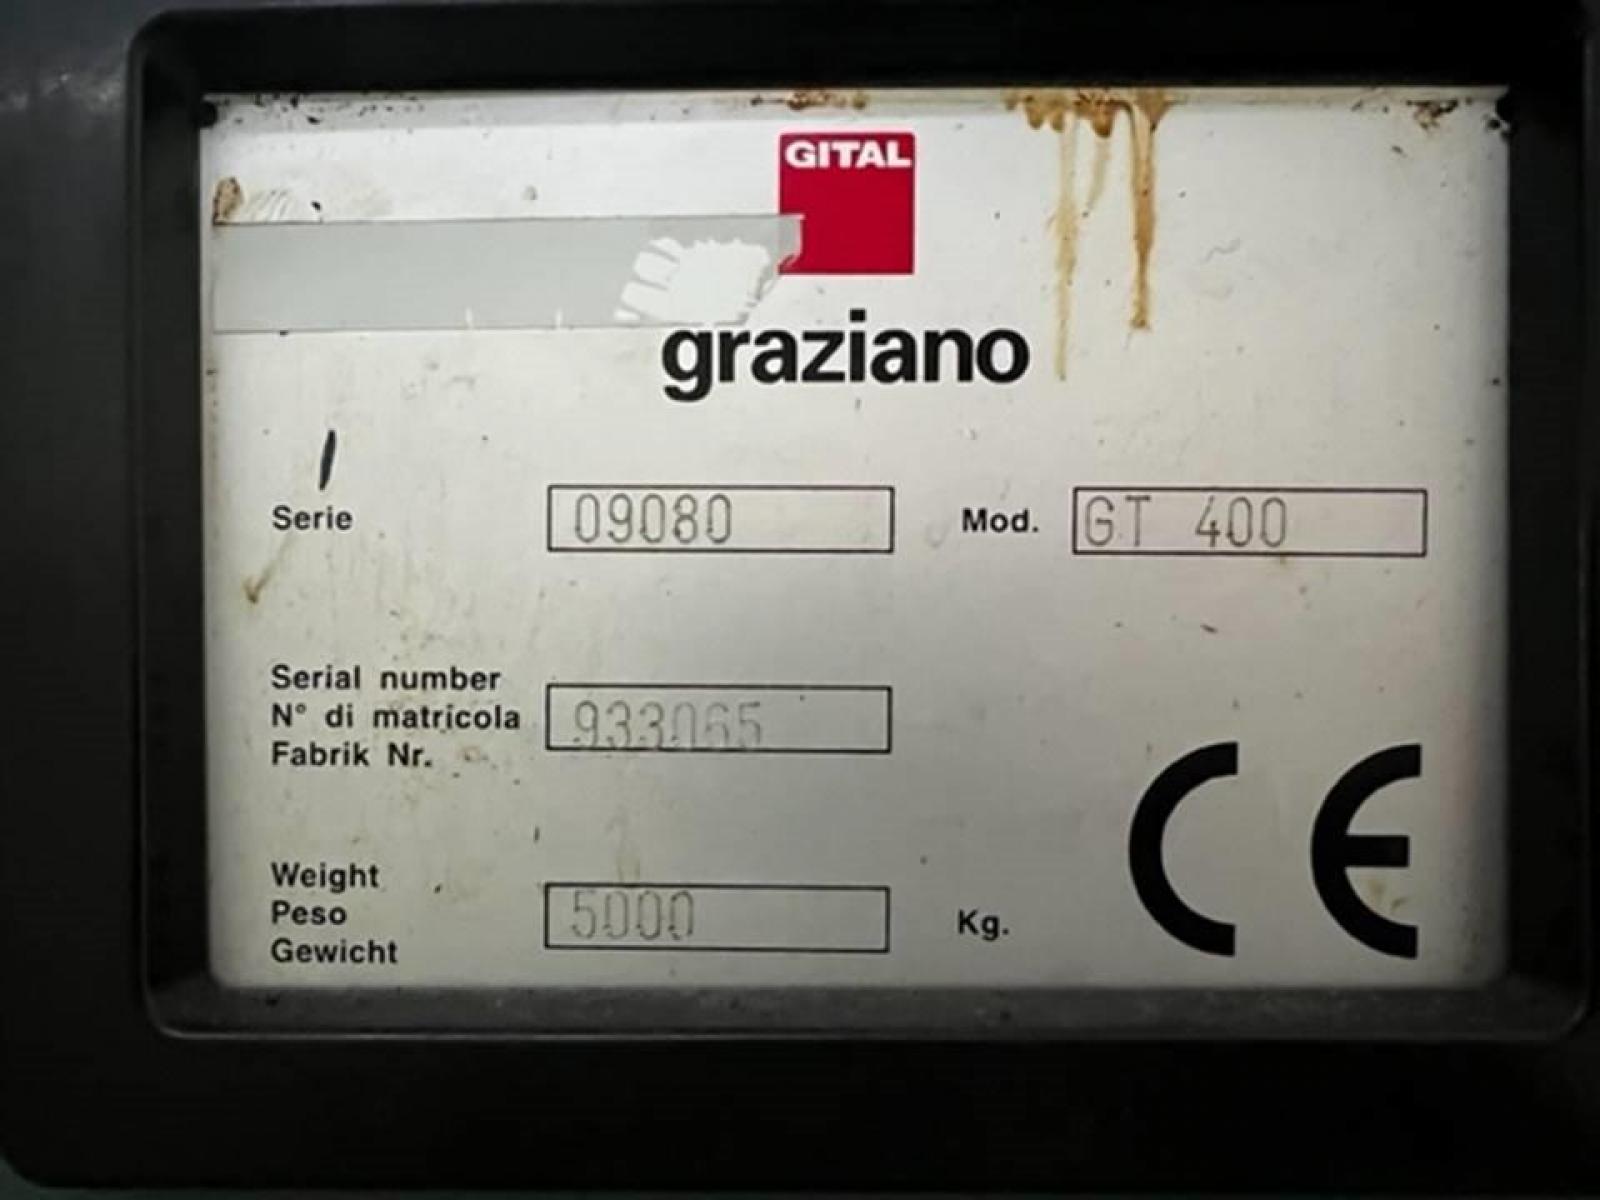 GITAL
graziano
Serie 09080 Mod. GT 400
Serial number
N° di matricola 933065
Fabrik Nr.
Weight
Peso 5000 Kg.
Gewicht
CE